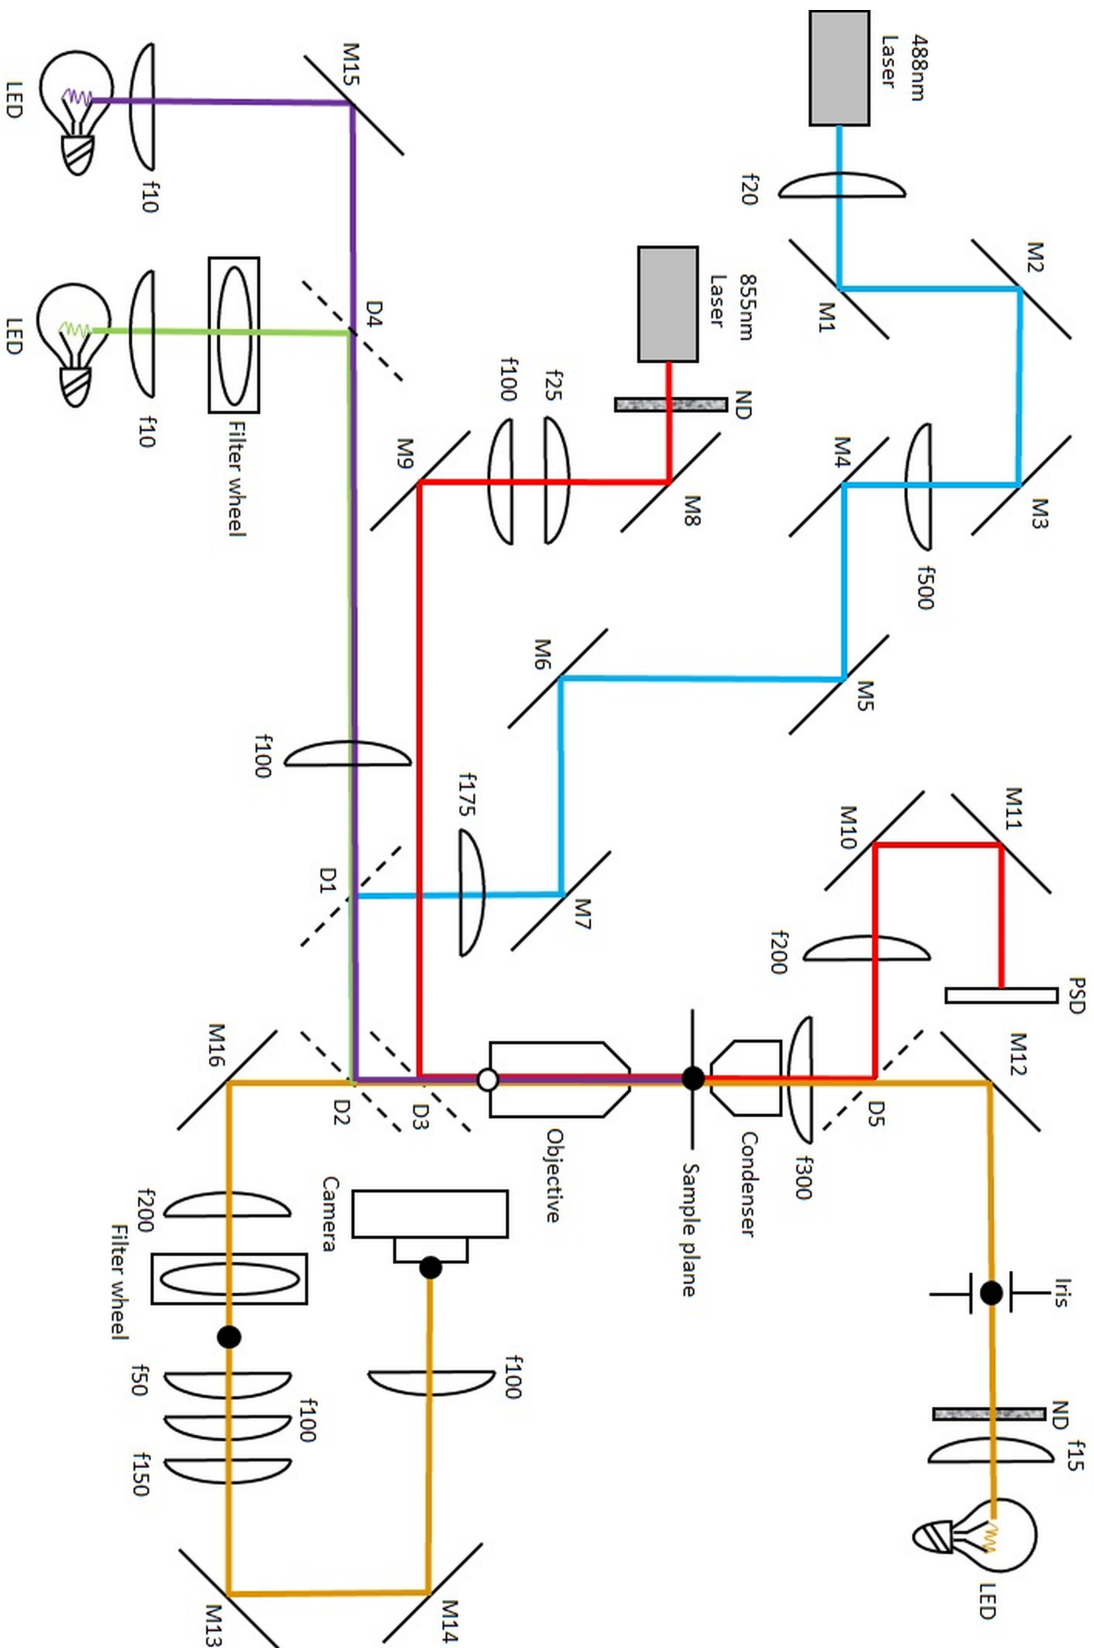 PSD
Iris
ND
f15
M2
M3
M11
M12
LED
488nm
Laser
f500
M5
D5
M10
M4
M1
f300
f200
f20
855nm
Laser
ND
Condenser
Sample plane
M8
M7
f25
Objective
M6
f100
f100
f175
M14
D3
M9
D4
M15
D2
Camera
D1
f100
f100
Filter wheel
M16
M13
f10
f10
f200
f50
f150
Filter wheel
LED
LED